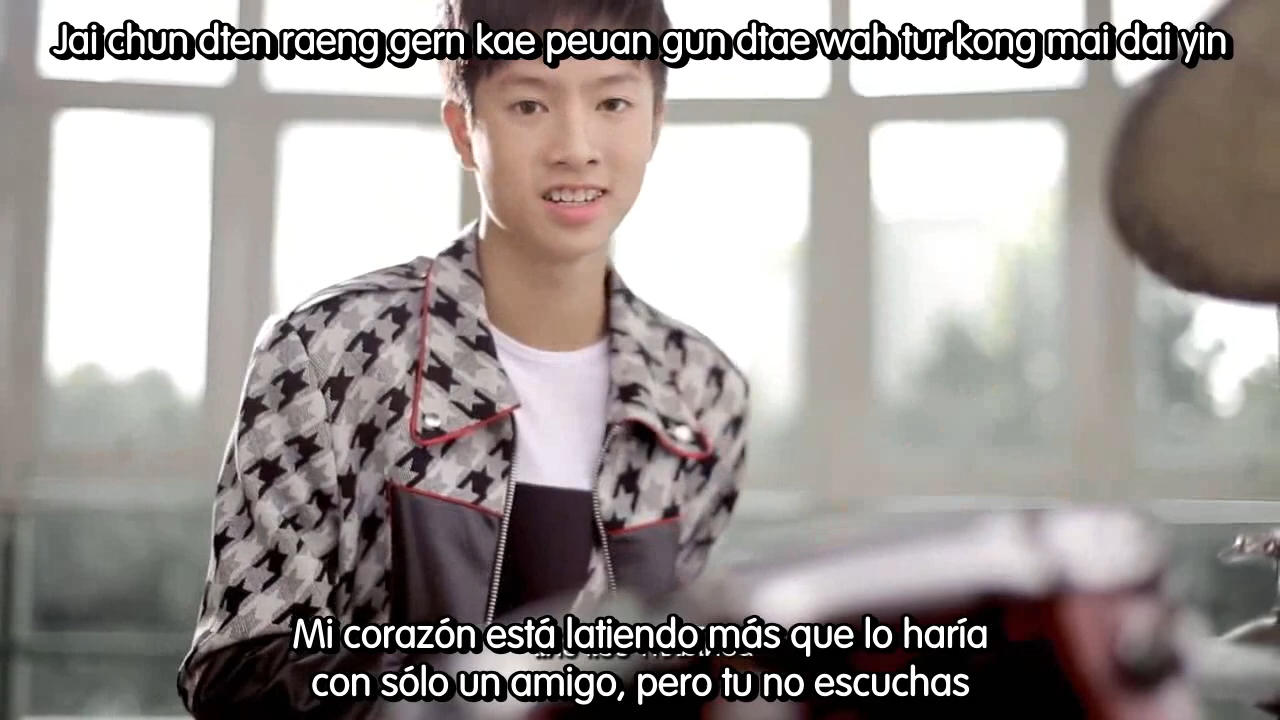 Jai chun dten raeng gern kae peuan gun dtae wah tur kong mai dai yin
Mi corazón está latiendo más que lo haría
con sólo un amigo, pero tu no escuchas